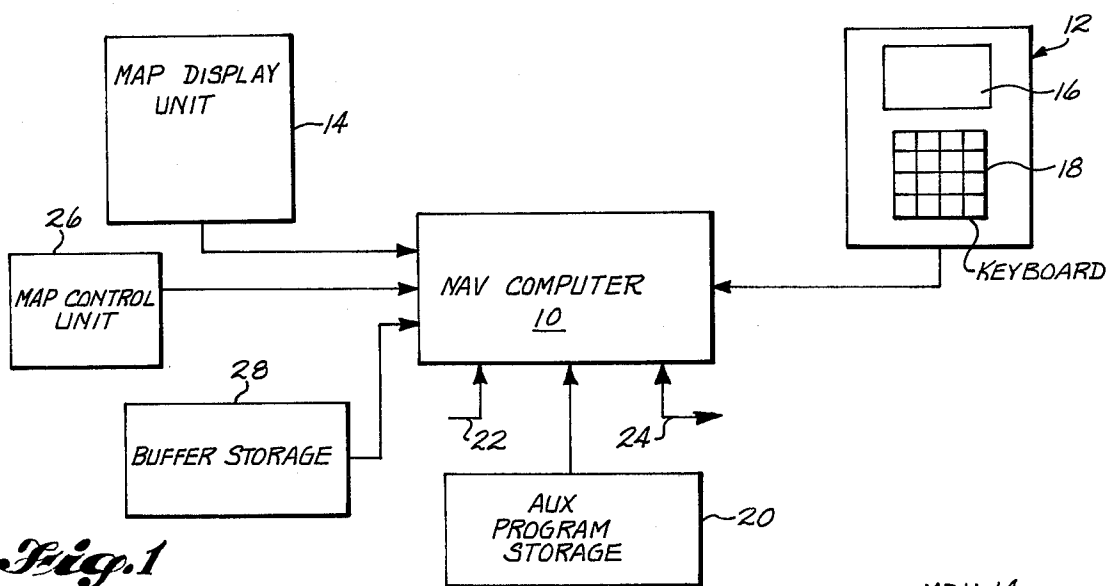 MAP DISPLAY
UNIT
14
12
16
18
KEYBOARD
26
MAP CONTROL
UNIT
NAV COMPUTER
10
28
BUFFER STORAGE
22
24
AUX
PROGRAM
STORAGE
20
Fig. 1